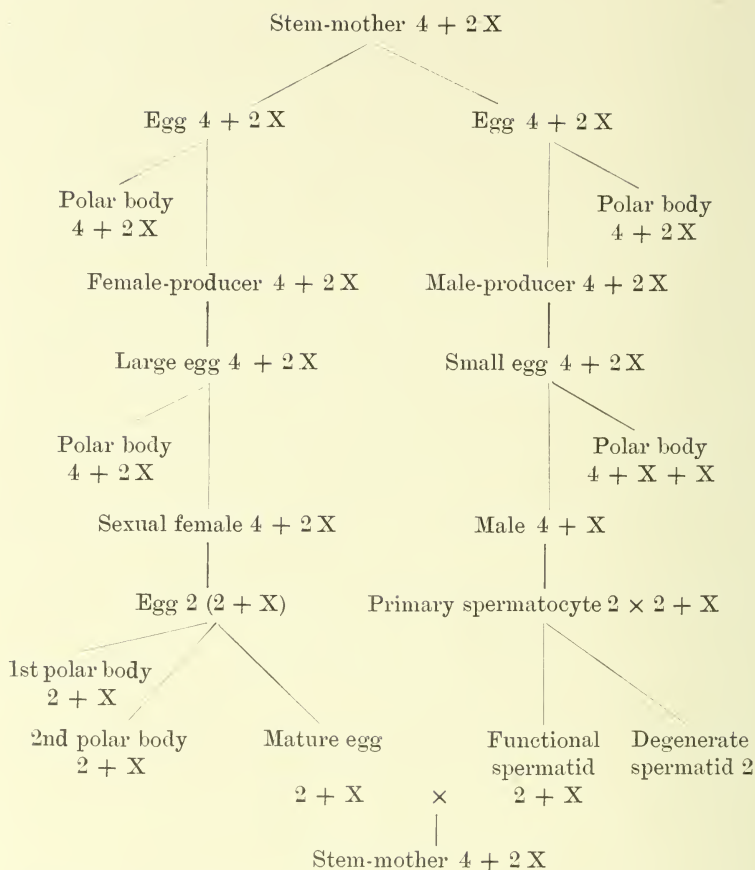 Stem-mother 4 + 2 X
Egg 4 + 2 X Egg 4 + 2 X
Polar body Polar body
4 + 2 X 4 + 2 X
Female-producer 4 + 2 X Male-producer 4 + 2 X
Large egg 4 + 2 X Small egg 4 + 2 X
Polar body Polar body
4 + 2 X 4 + X + X
Sexual female 4 + 2 X Male 4 + X
Egg 2 (2 + X) Primary spermatocyte 2 × 2 + X
1st polar body
2 + X
2nd polar body Mature egg Functional Degenerate
2 + X spermatid spermatid 2
2 + X × 2 + X
Stem-mother 4 + 2 X